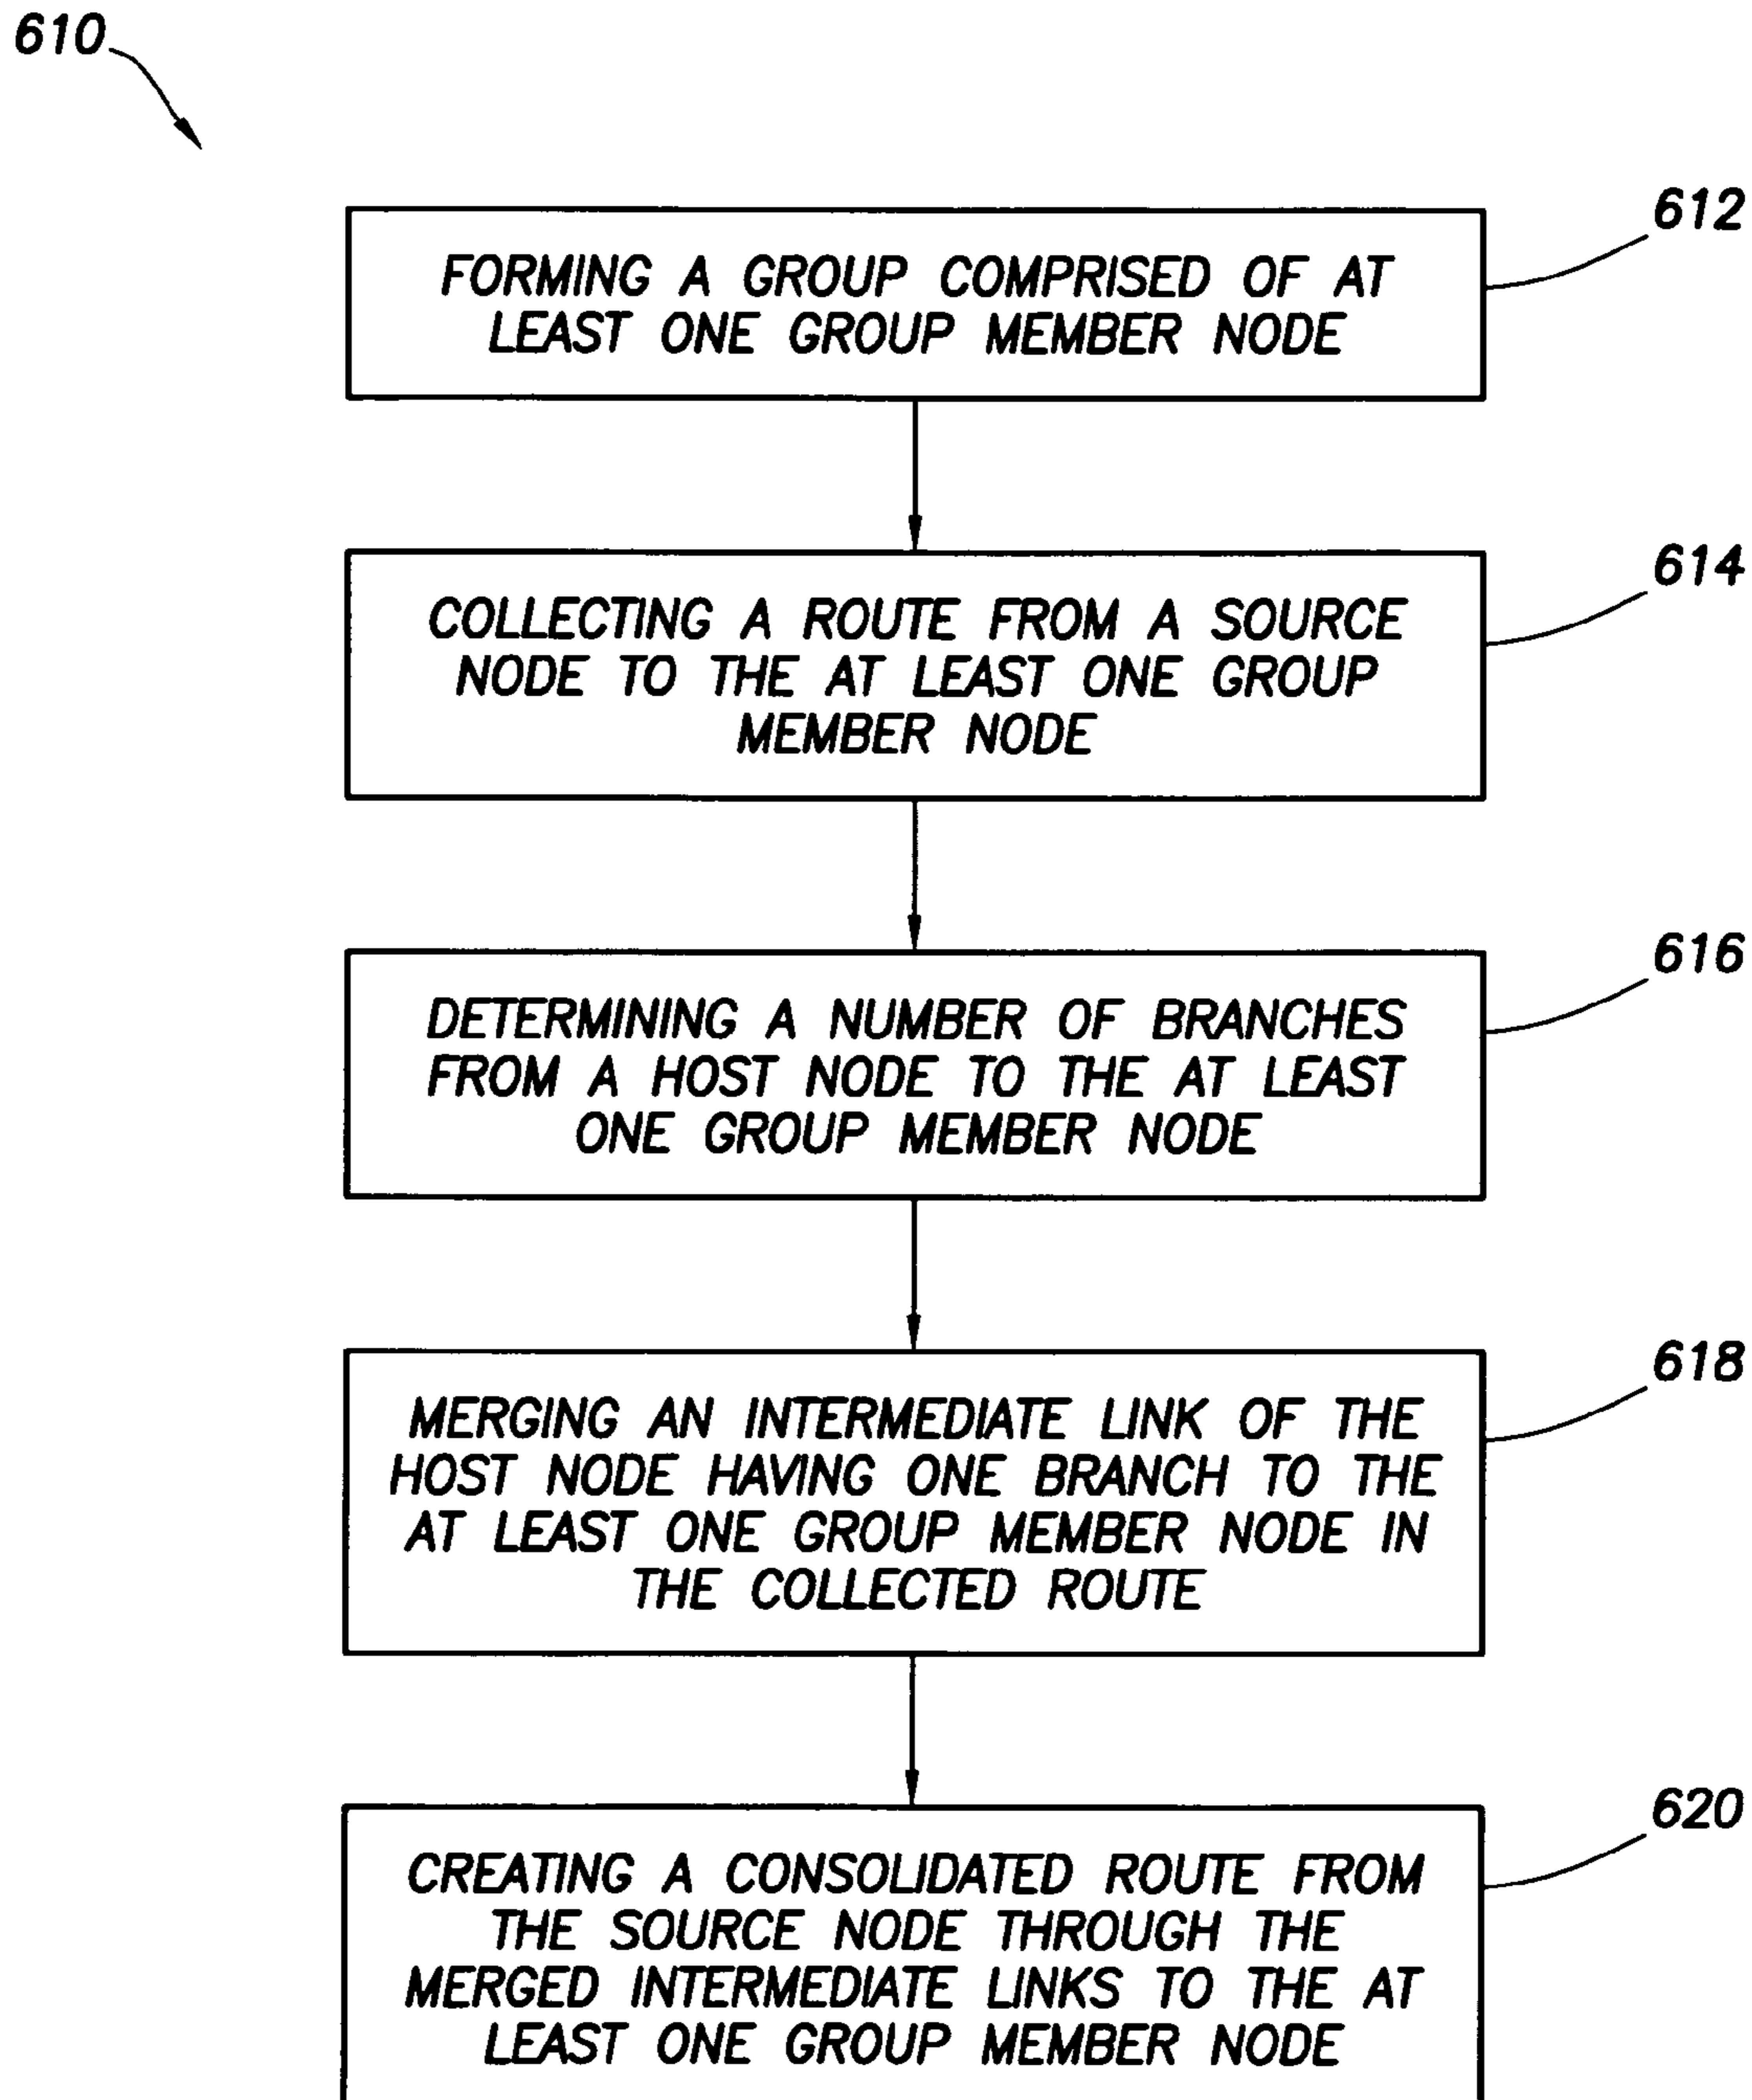 610
612
FORMING A GROUP COMPRISED OF AT
LEAST ONE GROUP MEMBER NODE
614
COLLECTING A ROUTE FROM A SOURCE
NODE TO THE AT LEAST ONE GROUP
MEMBER NODE
616
DETERMINING A NUMBER OF BRANCHES
FROM A HOST NODE TO THE AT LEAST
ONE GROUP MEMBER NODE
618
MERGING AN INTERMEDIATE LINK OF THE
HOST NODE HAVING ONE BRANCH TO THE
AT LEAST ONE GROUP MEMBER NODE IN
THE COLLECTED ROUTE
620
CREATING A CONSOLIDATED ROUTE FROM
THE SOURCE NODE THROUGH THE
MERGED INTERMEDIATE LINKS TO THE AT
LEAST ONE GROUP MEMBER NODE